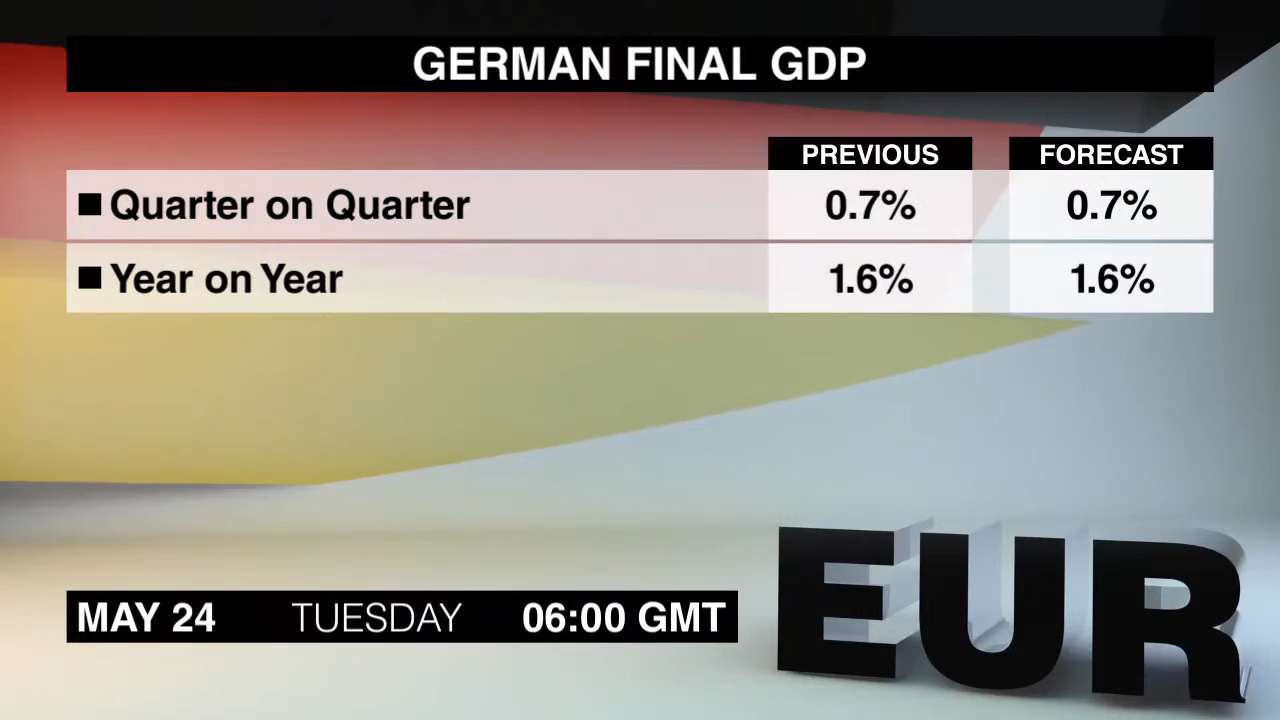 GERMAN FINAL GDP
PREVIOUS FORECAST
Quarter on Quarter 0.7% 0.7%
Year on Year 1.6% 1.6%
MAY 24 TUESDAY 06:00 GMT
EUR